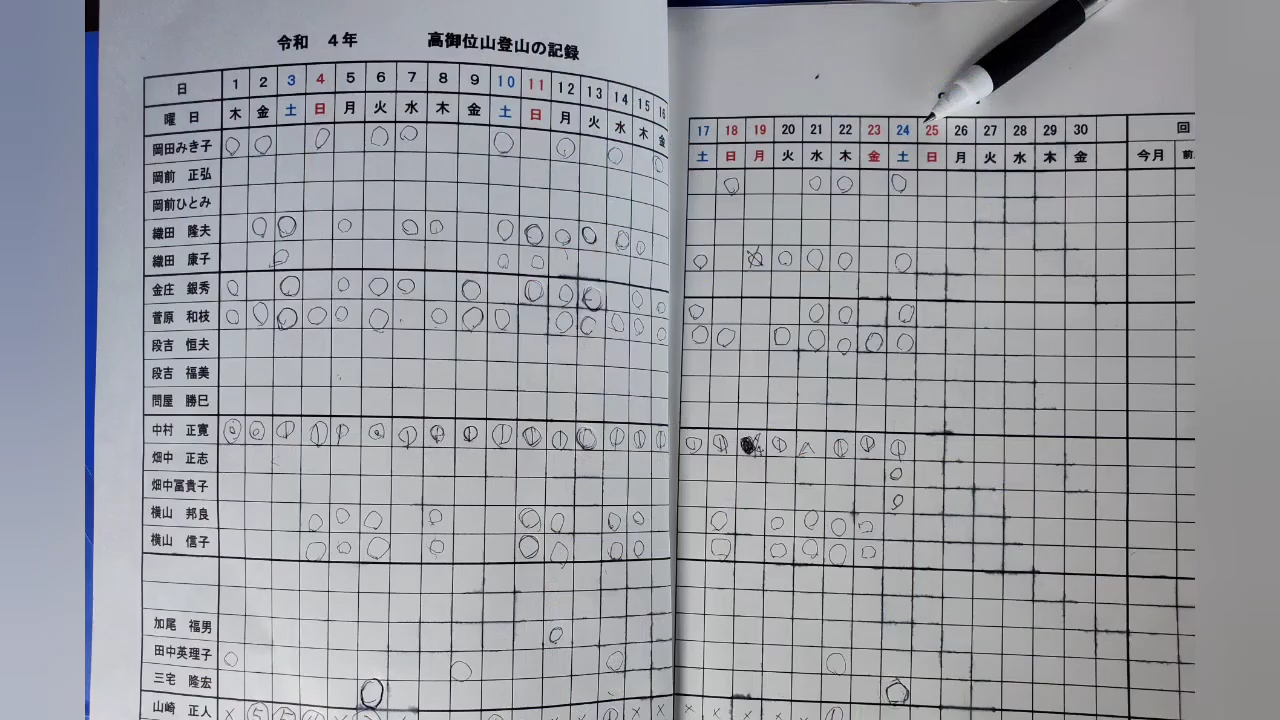 令和 4年 高御位山登山の記録
日 1 2 3 4 5 6 7 8 9 10 11 12 13 14 15 16
曜 日 木 金 土 日 月 火 水 木 金 土 日 月 火 水 木 金
岡田みき子
岡前 正弘
岡前ひとみ
織田 隆夫
織田 康子
金庄 銀秀
菅原 和枝
段吉 恒夫
段吉 福美
問屋 勝巳
中村 正寛
畑中 正志
畑中冨貴子
横山 邦良
横山 信子
加尾 福男
田中英理子
三宅 隆宏
山崎 正人
17 18 19 20 21 22 23 24 25 26 27 28 29 30 回
土 日 月 火 水 木 金 土 日 月 火 水 木 金 今月 前